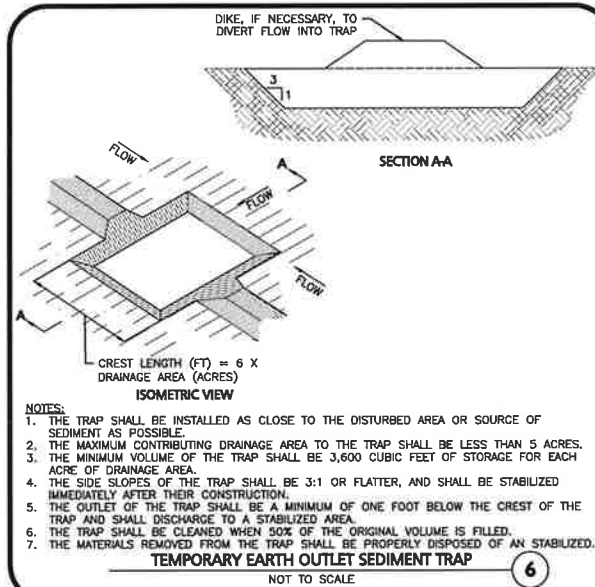 DIKE, IF NECESSARY, TO
DIVERT FLOW INTO TRAP
3
1
SECTION A-A
FLOW
A
FLOW
FLOW
A
CREST LENGTH (FT) = 6 X
DRAINAGE AREA (ACRES)
ISOMETRIC VIEW
NOTES:
1. THE TRAP SHALL BE INSTALLED AS CLOSE TO THE DISTURBED AREA OR SOURCE OF
SEDIMENT AS POSSIBLE.
2. THE MAXIMUM CONTRIBUTING DRAINAGE AREA TO THE TRAP SHALL BE LESS THAN 5 ACRES.
3. THE MINIMUM VOLUME OF THE TRAP SHALL BE 3,600 CUBIC FEET OF STORAGE FOR EACH
ACRE OF DRAINAGE AREA.
4. THE SIDE SLOPES OF THE TRAP SHALL BE 3:1 OR FLATTER, AND SHALL BE STABILIZED
IMMEDIATELY AFTER THEIR CONSTRUCTION.
5. THE OUTLET OF THE TRAP SHALL BE A MINIMUM OF ONE FOOT BELOW THE CREST OF THE
TRAP AND SHALL DISCHARGE TO A STABILIZED AREA.
6. THE TRAP SHALL BE CLEANED WHEN 50% OF THE ORIGINAL VOLUME IS FILLED.
7. THE MATERIALS REMOVED FROM THE TRAP SHALL BE PROPERLY DISPOSED OF AN STABILIZED.
TEMPORARY EARTH OUTLET SEDIMENT TRAP
NOT TO SCALE
6